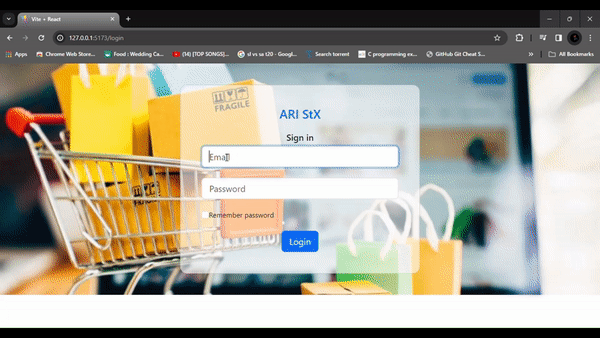 Vite + React
127.0.0.1:5173/login
Apps
Chrome Web Store...
Food : Wedding Ca...
(14) [TOP SONGS]...
sl vs sa t20 - Googl...
Search torrent
C programming ex...
GitHub Git Cheat S...
All Bookmarks
FRAGILE
ARI StX
Sign in
Email
Password
Remember password
Login